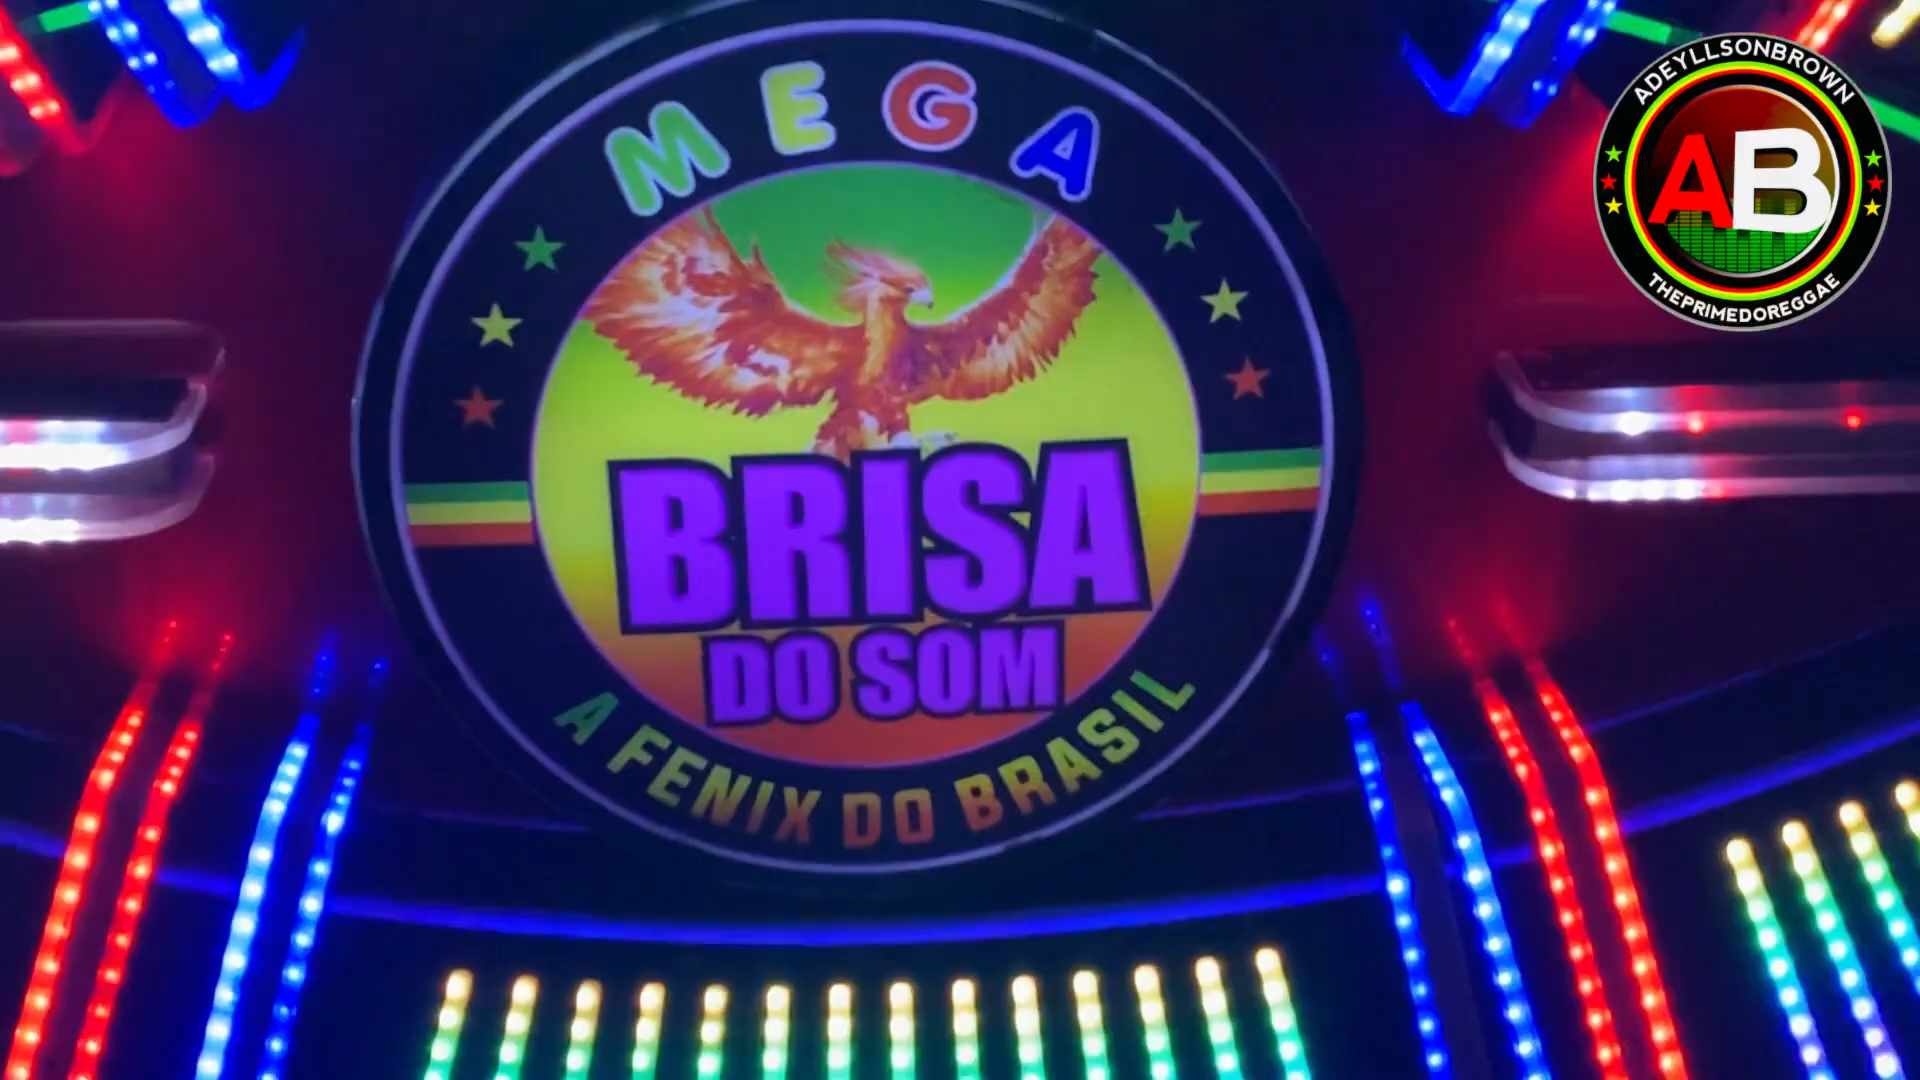 MEGA
BRISA
DO SOM
A FENIX DO BRASIL
ADEYLLSONBROWN
AB
THEPRIMEDOREGGAE